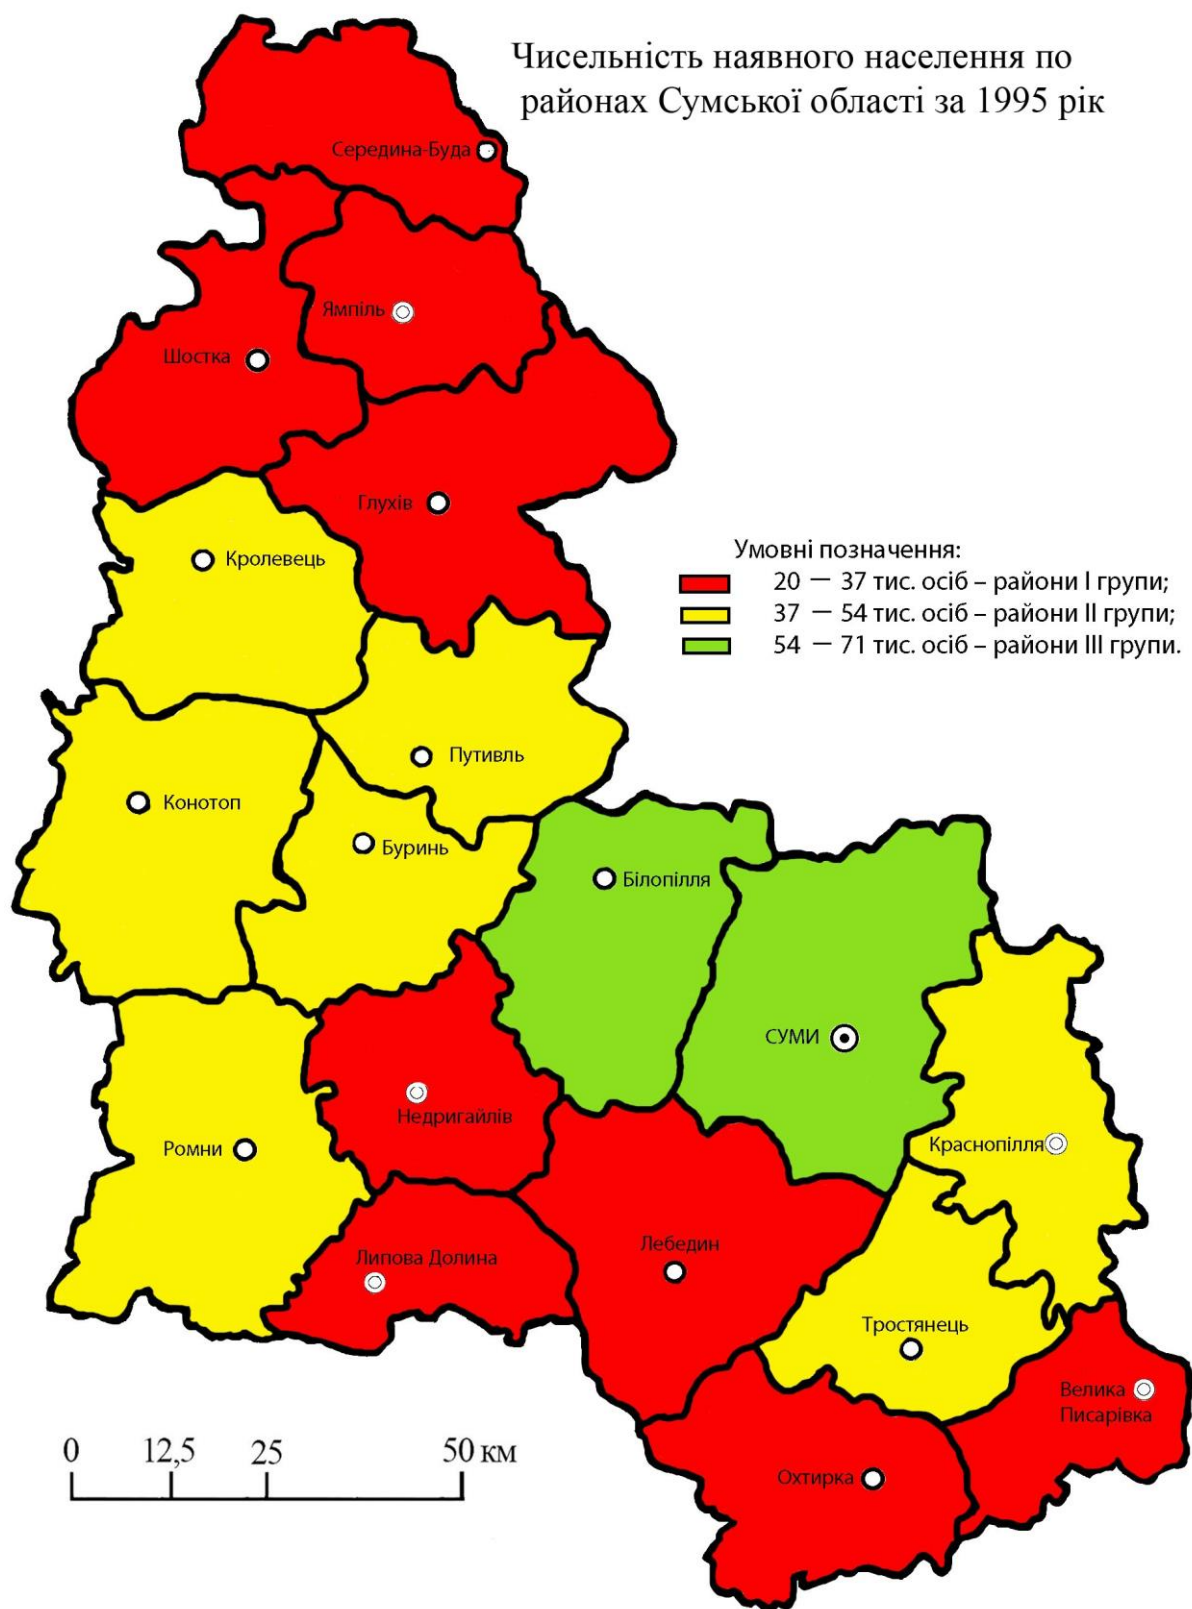 Чисельність наявного населення по
районах Сумської області за 1995 рік
Середина-Буда
Ямпіль
Шостка
Глухів
Кролевець
Умовні позначення:
20 — 37 тис. осіб – райони І групи;
37 — 54 тис. осіб – райони ІІ групи;
54 — 71 тис. осіб – райони ІІІ групи.
Путивль
Конотоп
Буринь
Білопілля
СУМИ
Недригайлів
Ромни
Краснопілля
Лебедин
Липова Долина
Тростянець
Велика
Писарівка
Охтирка
0 12,5 25 50 км